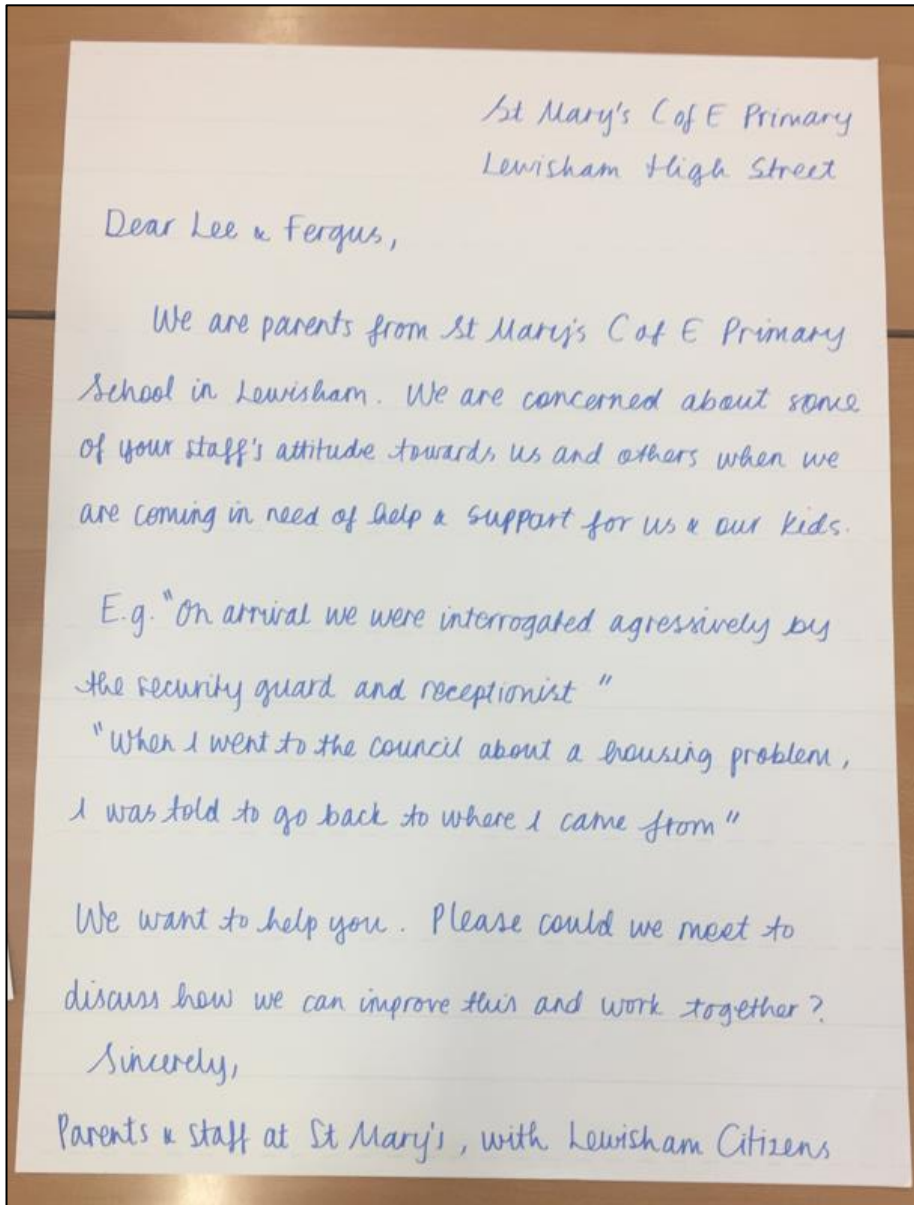 St Mary's C of E Primary
Lewisham High Street
Dear Lee & Fergus,
We are parents from St Mary's C of E Primary
School in Lewisham. We are concerned about some
of your staff's attitude towards us and others when we
are coming in need of help & support for us & our kids.
E.g. "On arrival we were interrogated agressively by
the security guard and receptionist"
"When I went to the council about a housing problem,
I was told to go back to where I came from"
We want to help you. Please could we meet to
discuss how we can improve this and work together?
Sincerely,
Parents & staff at St Mary's, with Lewisham Citizens